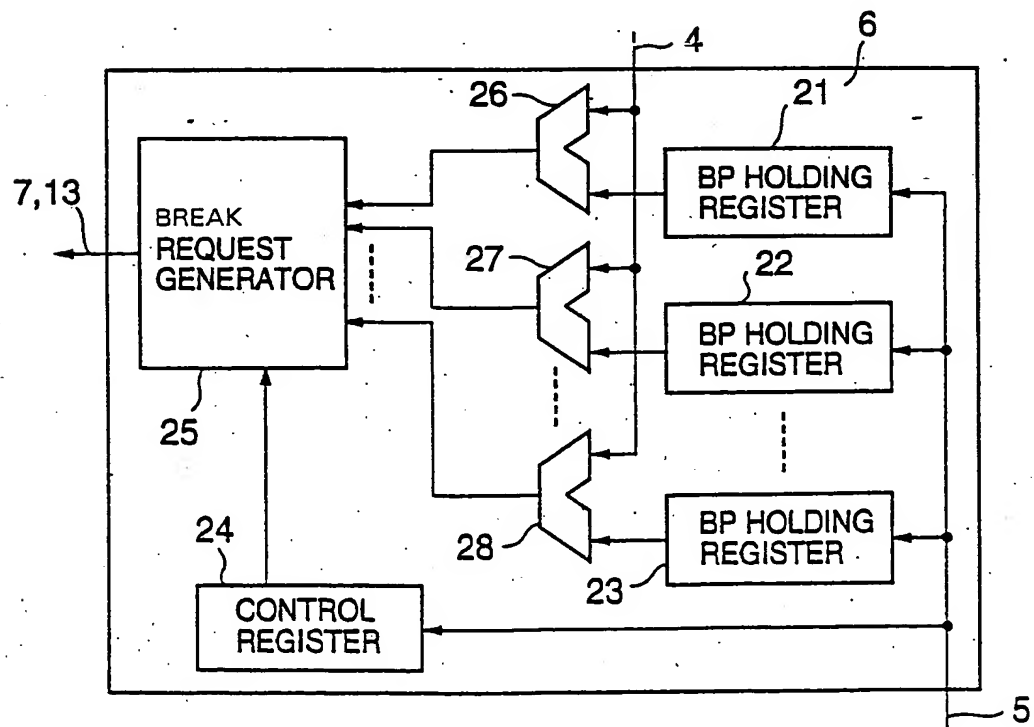 4
6
26
21
BP HOLDING
REGISTER
7,13
BREAK
REQUEST
GENERATOR
27
22
BP HOLDING
REGISTER
25
28
BP HOLDING
REGISTER
23
24
CONTROL
REGISTER
5